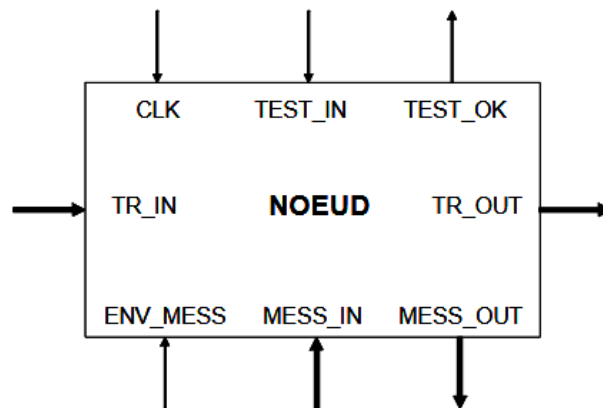 CLK TEST_IN TEST_OK
TR_IN NOEUD TR_OUT
ENV_MESS MESS_IN MESS_OUT